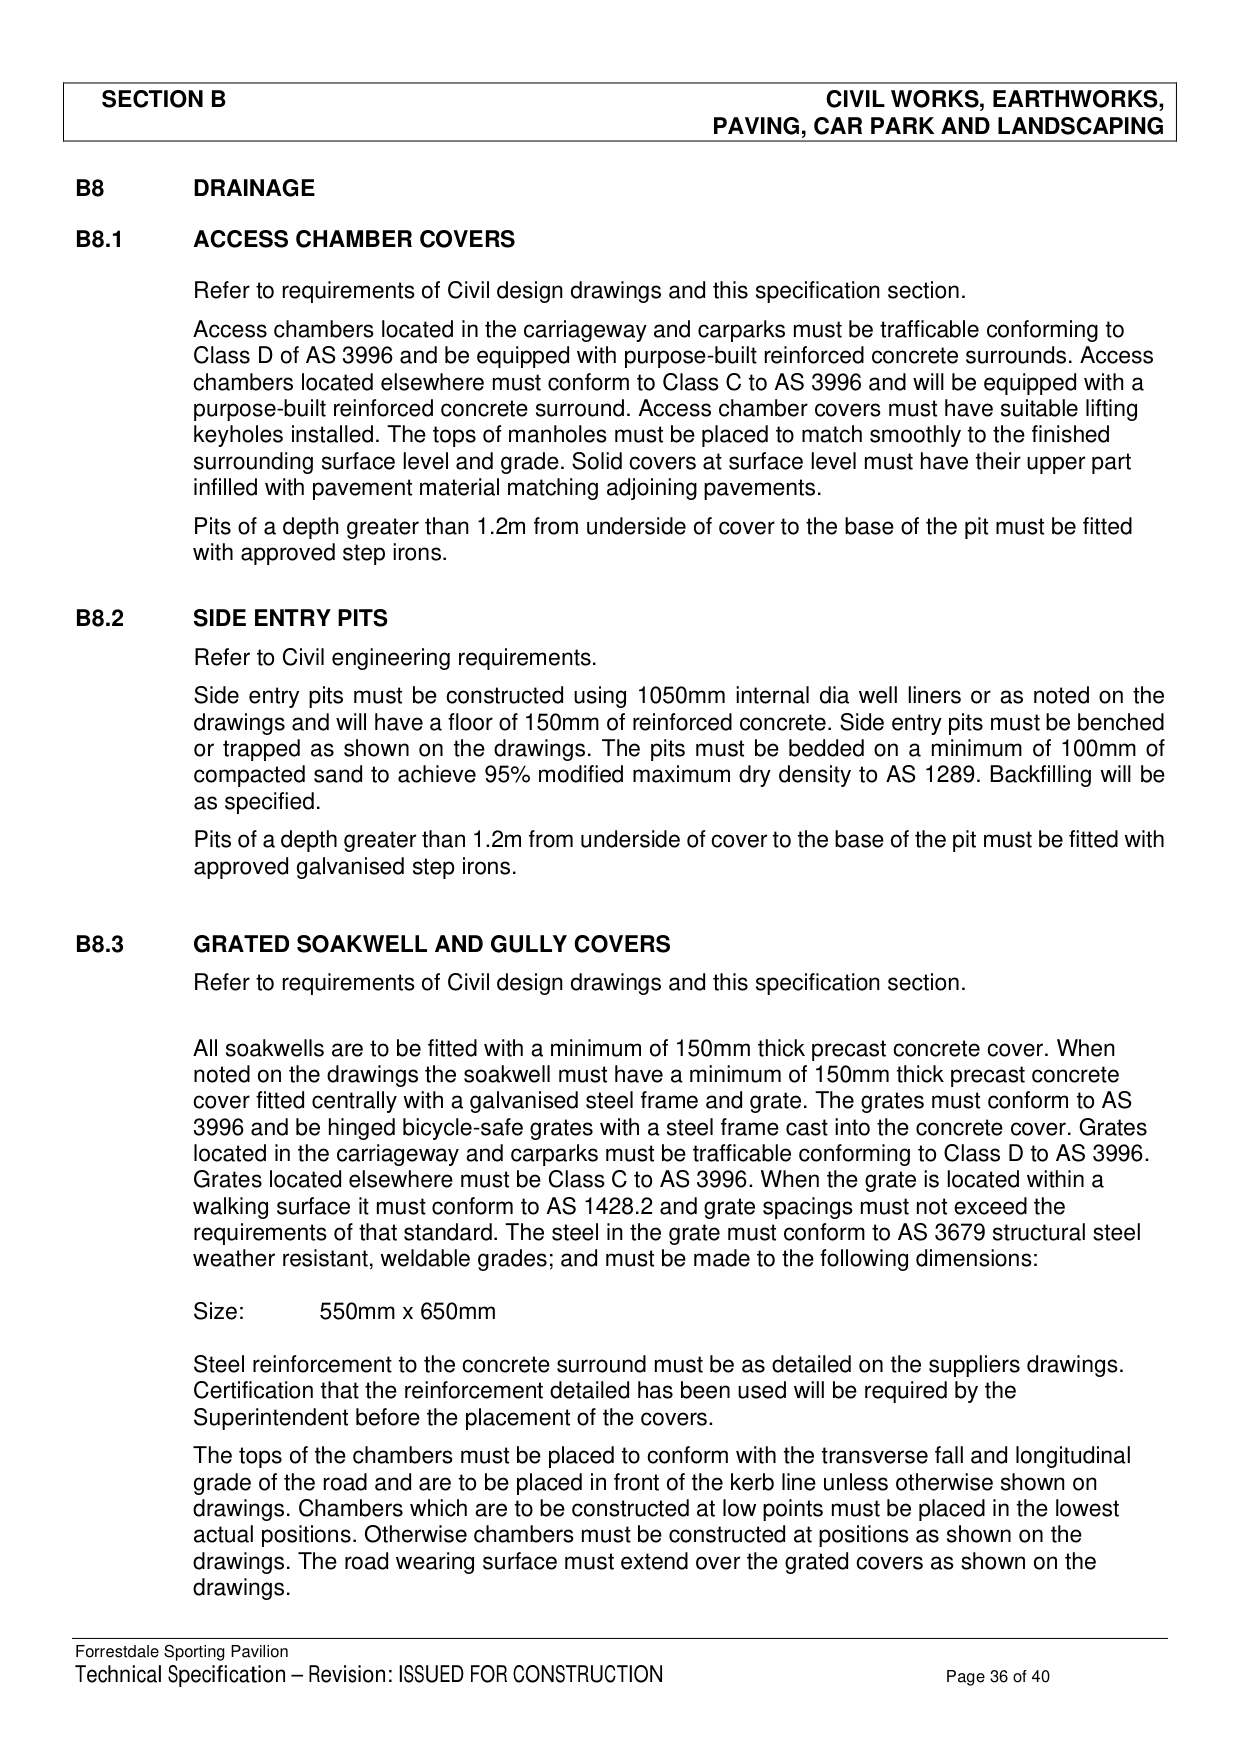 SECTION B CIVIL WORKS, EARTHWORKS,
PAVING, CAR PARK AND LANDSCAPING
B8 DRAINAGE
B8.1 ACCESS CHAMBER COVERS
Refer to requirements of Civil design drawings and this specification section.
Access chambers located in the carriageway and carparks must be trafficable conforming to
Class D of AS 3996 and be equipped with purpose-built reinforced concrete surrounds. Access
chambers located elsewhere must conform to Class C to AS 3996 and will be equipped with a
purpose-built reinforced concrete surround. Access chamber covers must have suitable lifting
keyholes installed. The tops of manholes must be placed to match smoothly to the finished
surrounding surface level and grade. Solid covers at surface level must have their upper part
infilled with pavement material matching adjoining pavements.
Pits of a depth greater than 1.2m from underside of cover to the base of the pit must be fitted
with approved step irons.
B8.2 SIDE ENTRY PITS
Refer to Civil engineering requirements.
Side entry pits must be constructed using 1050mm internal dia well liners or as noted on the
drawings and will have a floor of 150mm of reinforced concrete. Side entry pits must be benched
or trapped as shown on the drawings. The pits must be bedded on a minimum of 100mm of
compacted sand to achieve 95% modified maximum dry density to AS 1289. Backfilling will be
as specified.
Pits of a depth greater than 1.2m from underside of cover to the base of the pit must be fitted with
approved galvanised step irons.
B8.3 GRATED SOAKWELL AND GULLY COVERS
Refer to requirements of Civil design drawings and this specification section.
All soakwells are to be fitted with a minimum of 150mm thick precast concrete cover. When
noted on the drawings the soakwell must have a minimum of 150mm thick precast concrete
cover fitted centrally with a galvanised steel frame and grate. The grates must conform to AS
3996 and be hinged bicycle-safe grates with a steel frame cast into the concrete cover. Grates
located in the carriageway and carparks must be trafficable conforming to Class D to AS 3996.
Grates located elsewhere must be Class C to AS 3996. When the grate is located within a
walking surface it must conform to AS 1428.2 and grate spacings must not exceed the
requirements of that standard. The steel in the grate must conform to AS 3679 structural steel
weather resistant, weldable grades; and must be made to the following dimensions:
Size: 550mm x 650mm
Steel reinforcement to the concrete surround must be as detailed on the suppliers drawings.
Certification that the reinforcement detailed has been used will be required by the
Superintendent before the placement of the covers.
The tops of the chambers must be placed to conform with the transverse fall and longitudinal
grade of the road and are to be placed in front of the kerb line unless otherwise shown on
drawings. Chambers which are to be constructed at low points must be placed in the lowest
actual positions. Otherwise chambers must be constructed at positions as shown on the
drawings. The road wearing surface must extend over the grated covers as shown on the
drawings.
Forrestdale Sporting Pavilion
Technical Specification – Revision: ISSUED FOR CONSTRUCTION Page 36 of 40